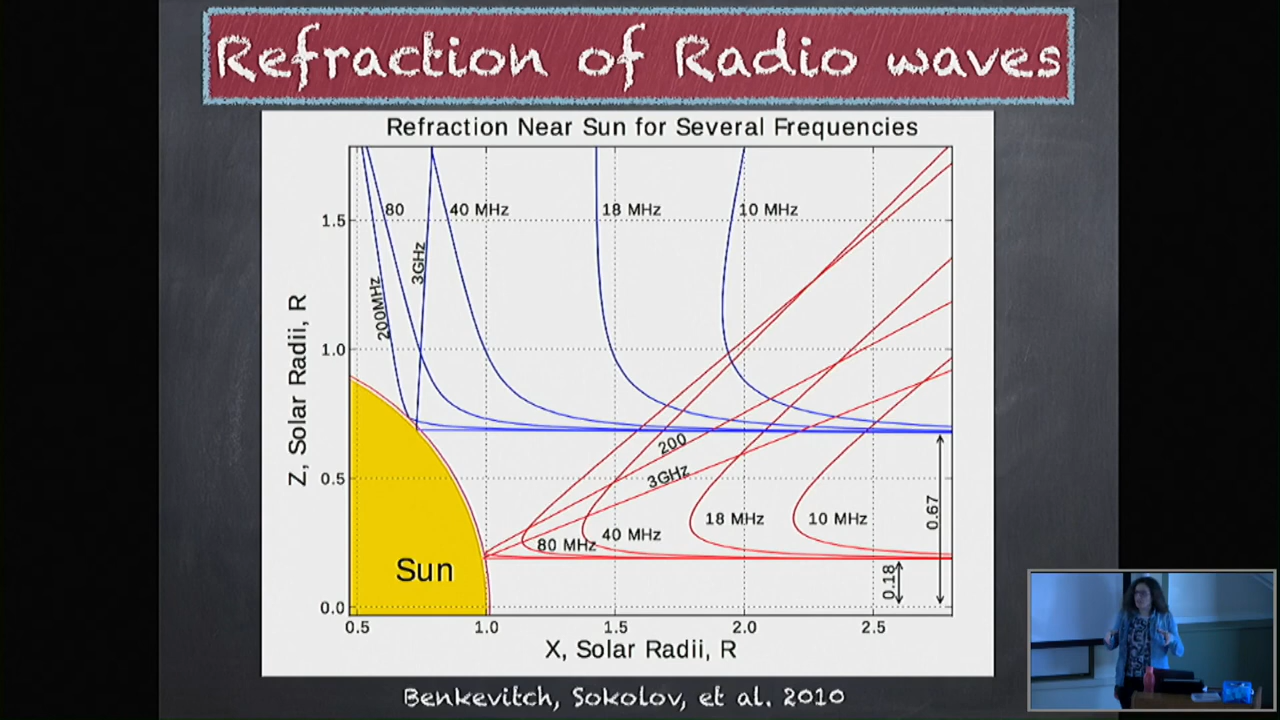 Refraction of Radio waves
Refraction Near Sun for Several Frequencies
80
40 MHz
18 MHz
10 MHz
3GHz
200MHz
1.5
1.0
0.5
0.0
Z, Solar Radii, R
200
3GHz
18 MHz
10 MHz
40 MHz
80 MHz
0.67
0.18
Sun
0.5
1.0
1.5
2.0
2.5
X, Solar Radii, R
Benkevitch, Sokolov, et al. 2010